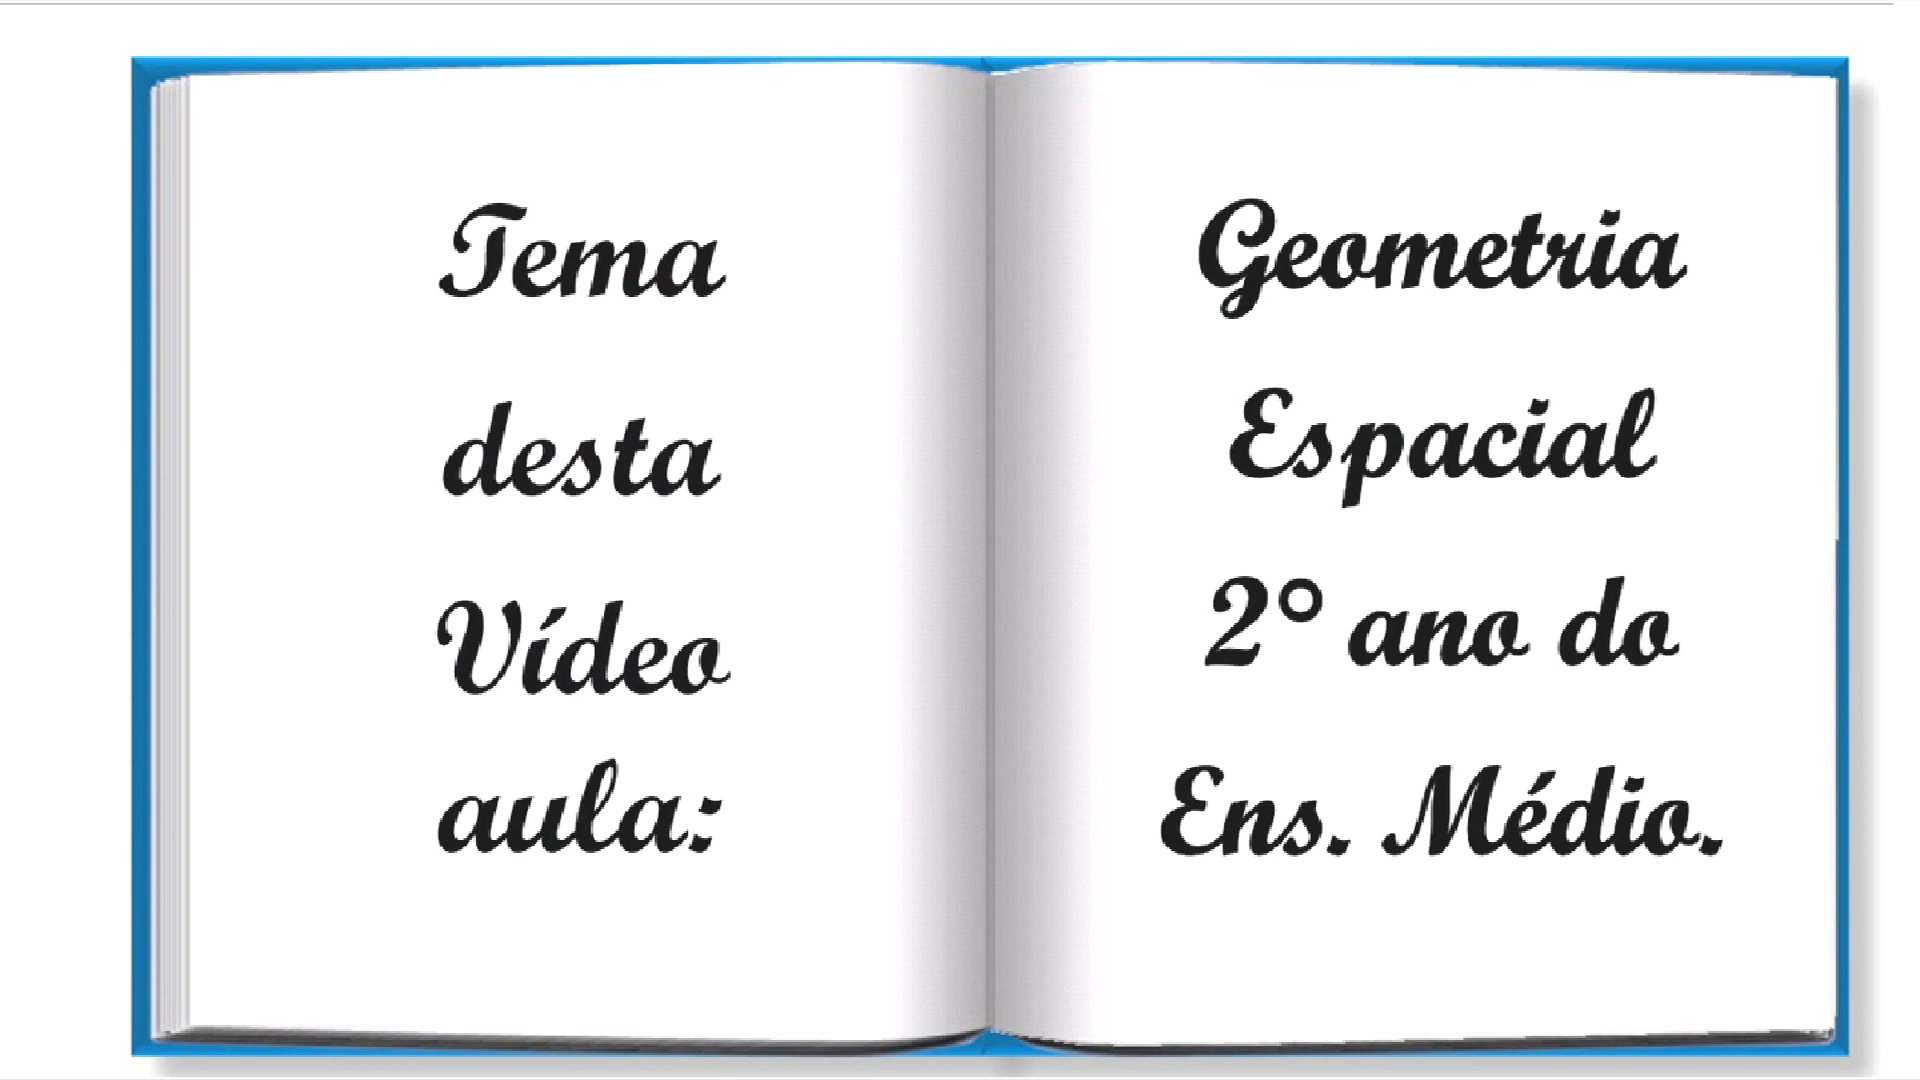 Tema
desta
Vídeo
aula:
Geometria
Espacial
2° ano do
Ens. Médio.